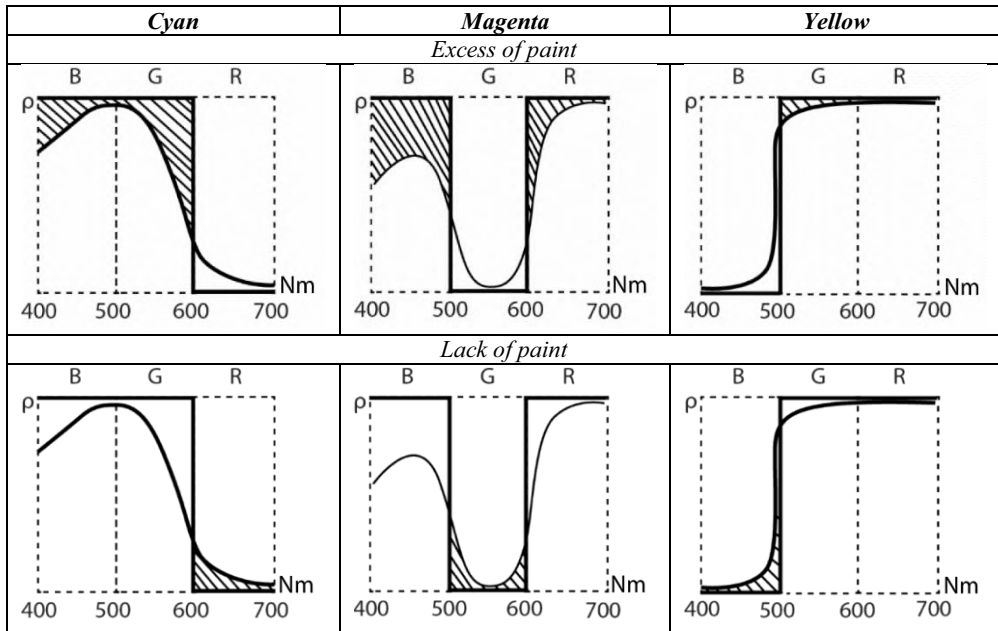 Cyan Magenta Yellow
Excess of paint
B G R B G R B G R
ρ ρ ρ
Nm Nm Nm
400 500 600 700 400 500 600 700 400 500 600 700
Lack of paint
B G R B G R B G R
ρ ρ ρ
Nm Nm Nm
400 500 600 700 400 500 600 700 400 500 600 700